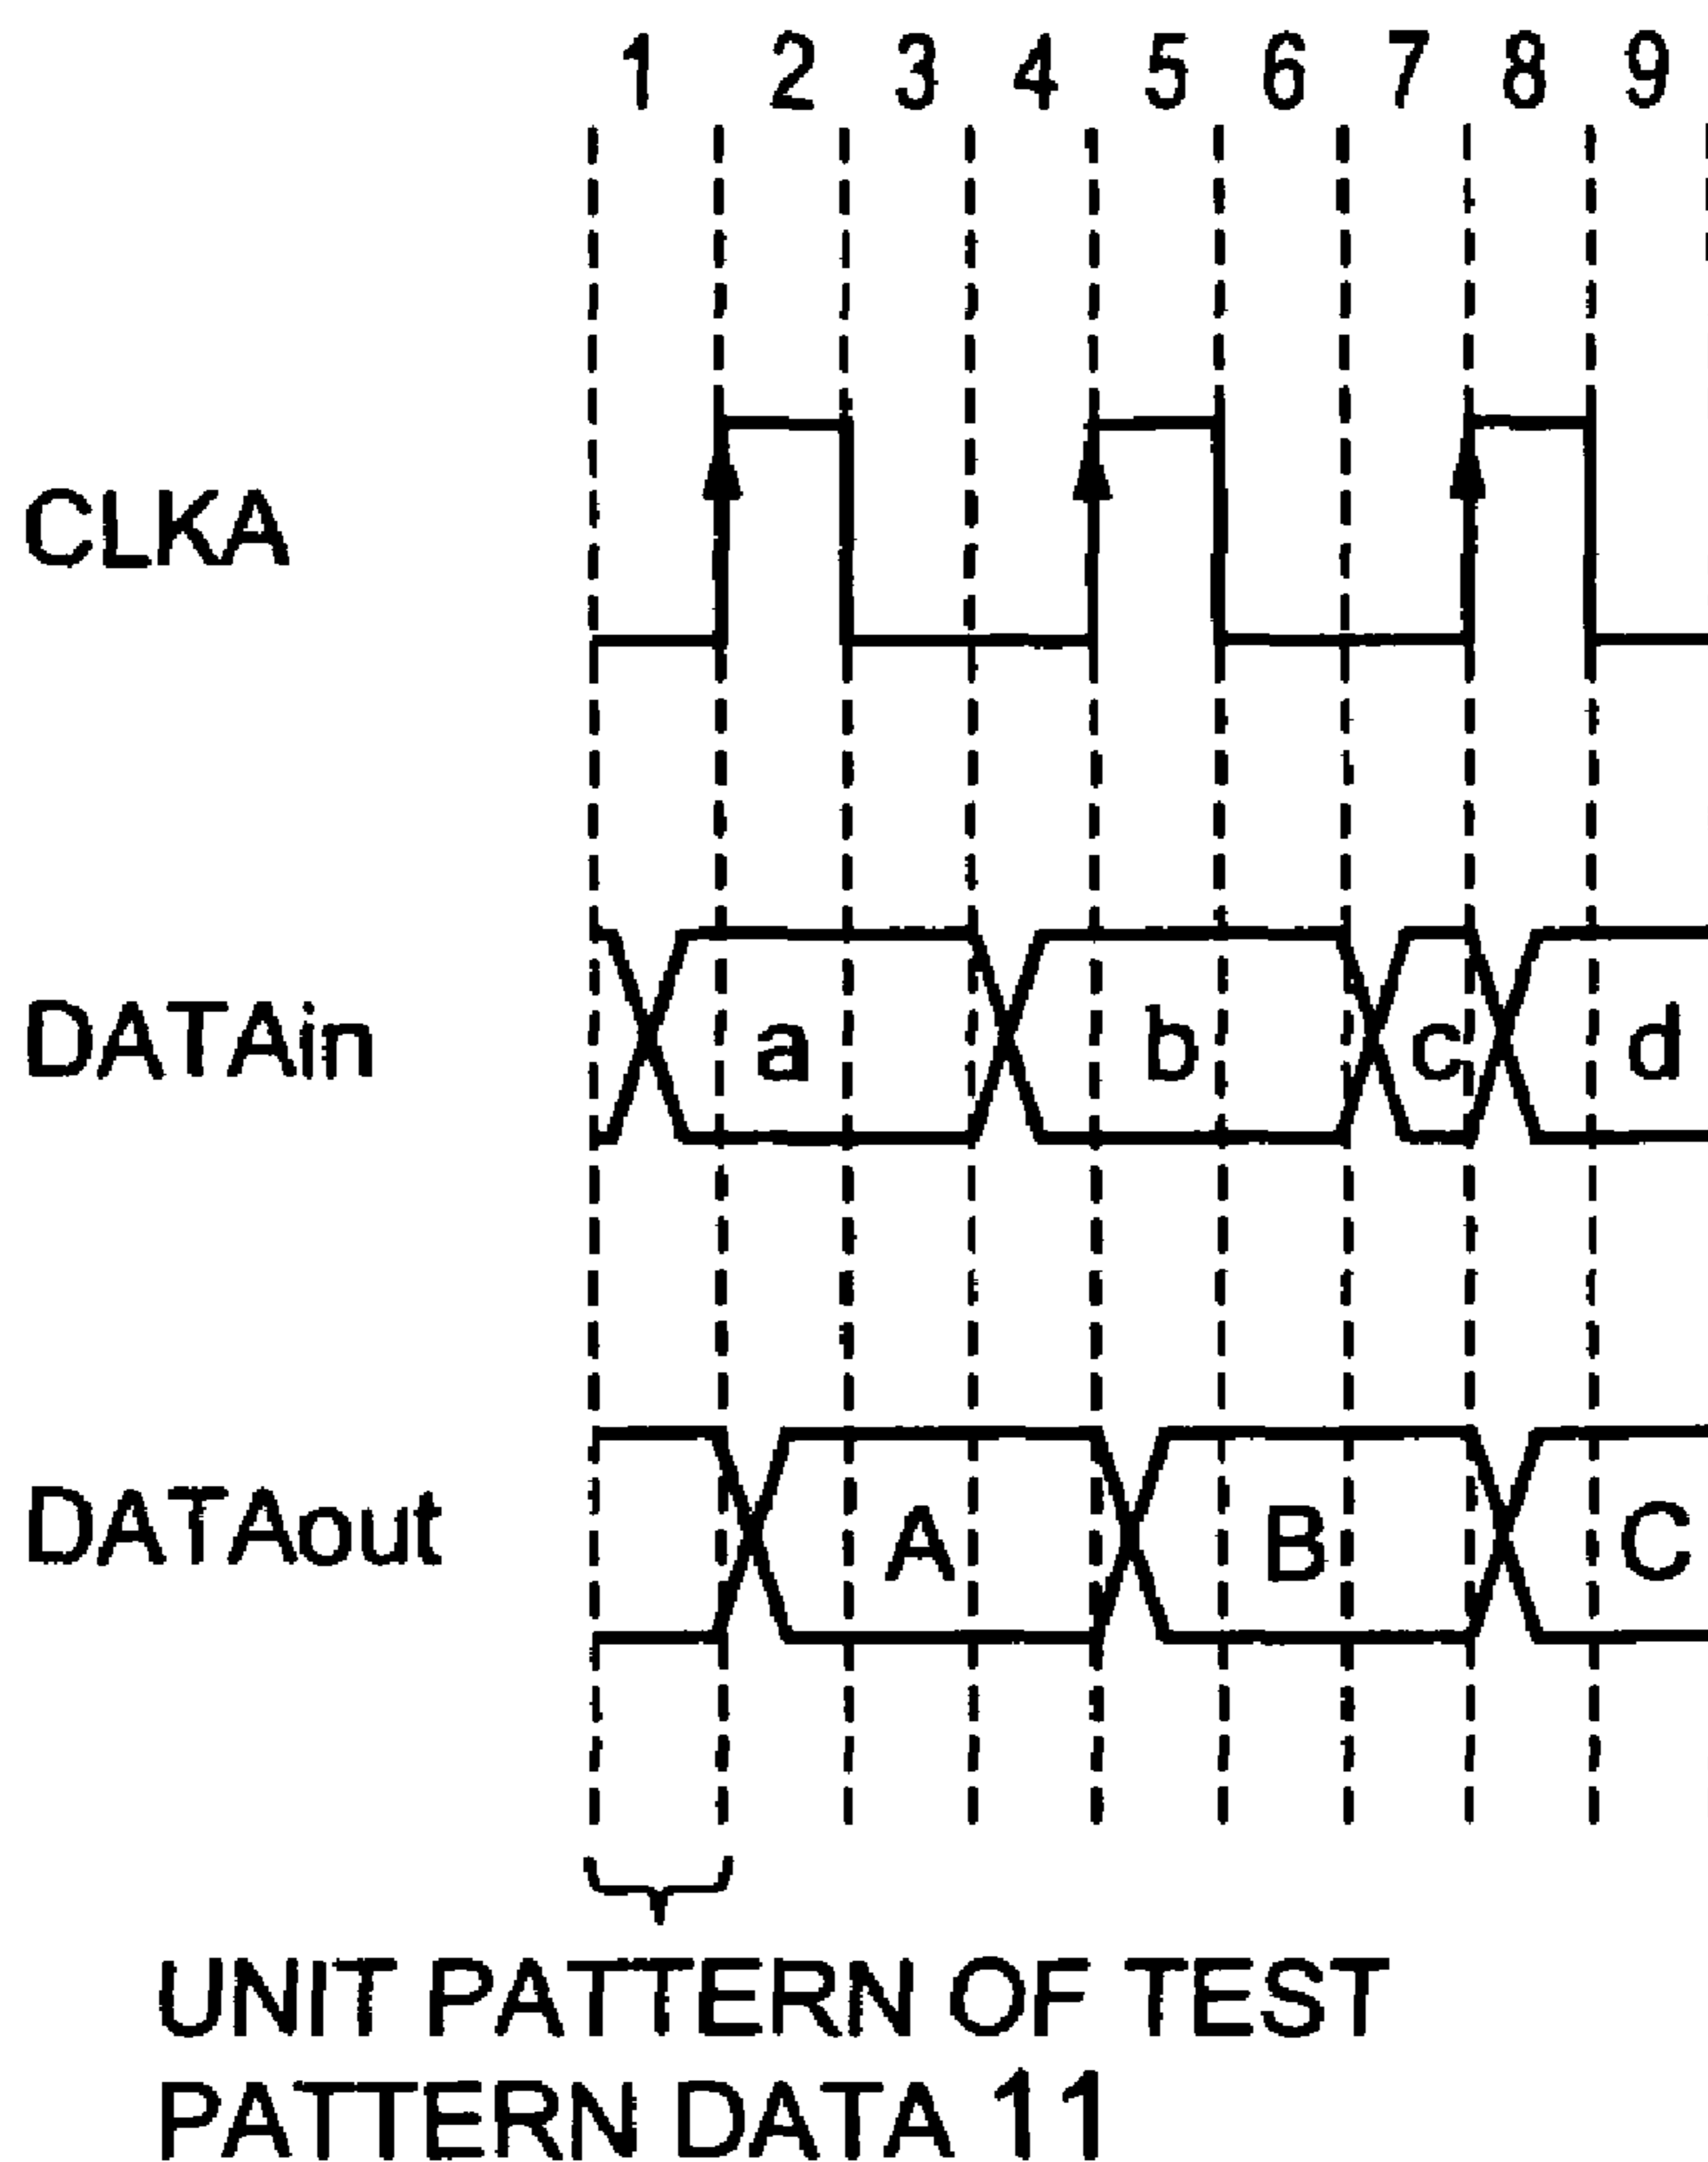 1 2 3 4 5 6 7 8 9
CLKA
DATAin a b c d
DATAout A B C
UNIT PATTERN OF TEST
PATTERN DATA 11